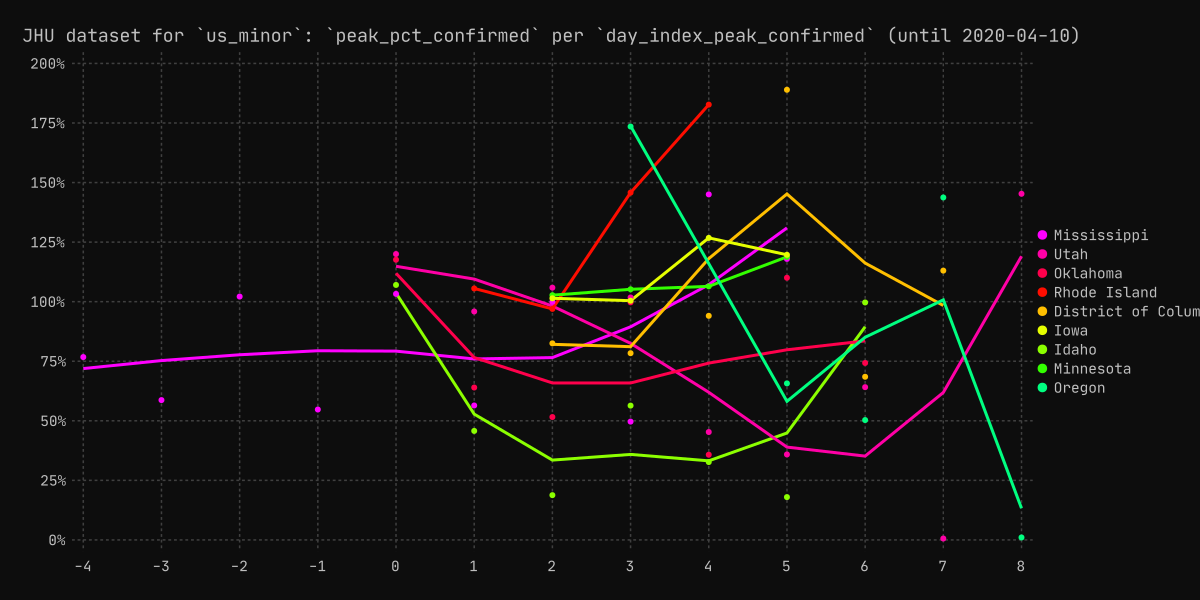 JHU dataset for `us_minor`: `peak_pct_confirmed` per `day_index_peak_confirmed` (until 2020-04-10)
200%
175%
150%
125%
100%
75%
50%
25%
0%
-4 -3 -2 -1 0 1 2 3 4 5 6 7 8
Mississippi
Utah
Oklahoma
Rhode Island
District of Colum
Iowa
Idaho
Minnesota
Oregon